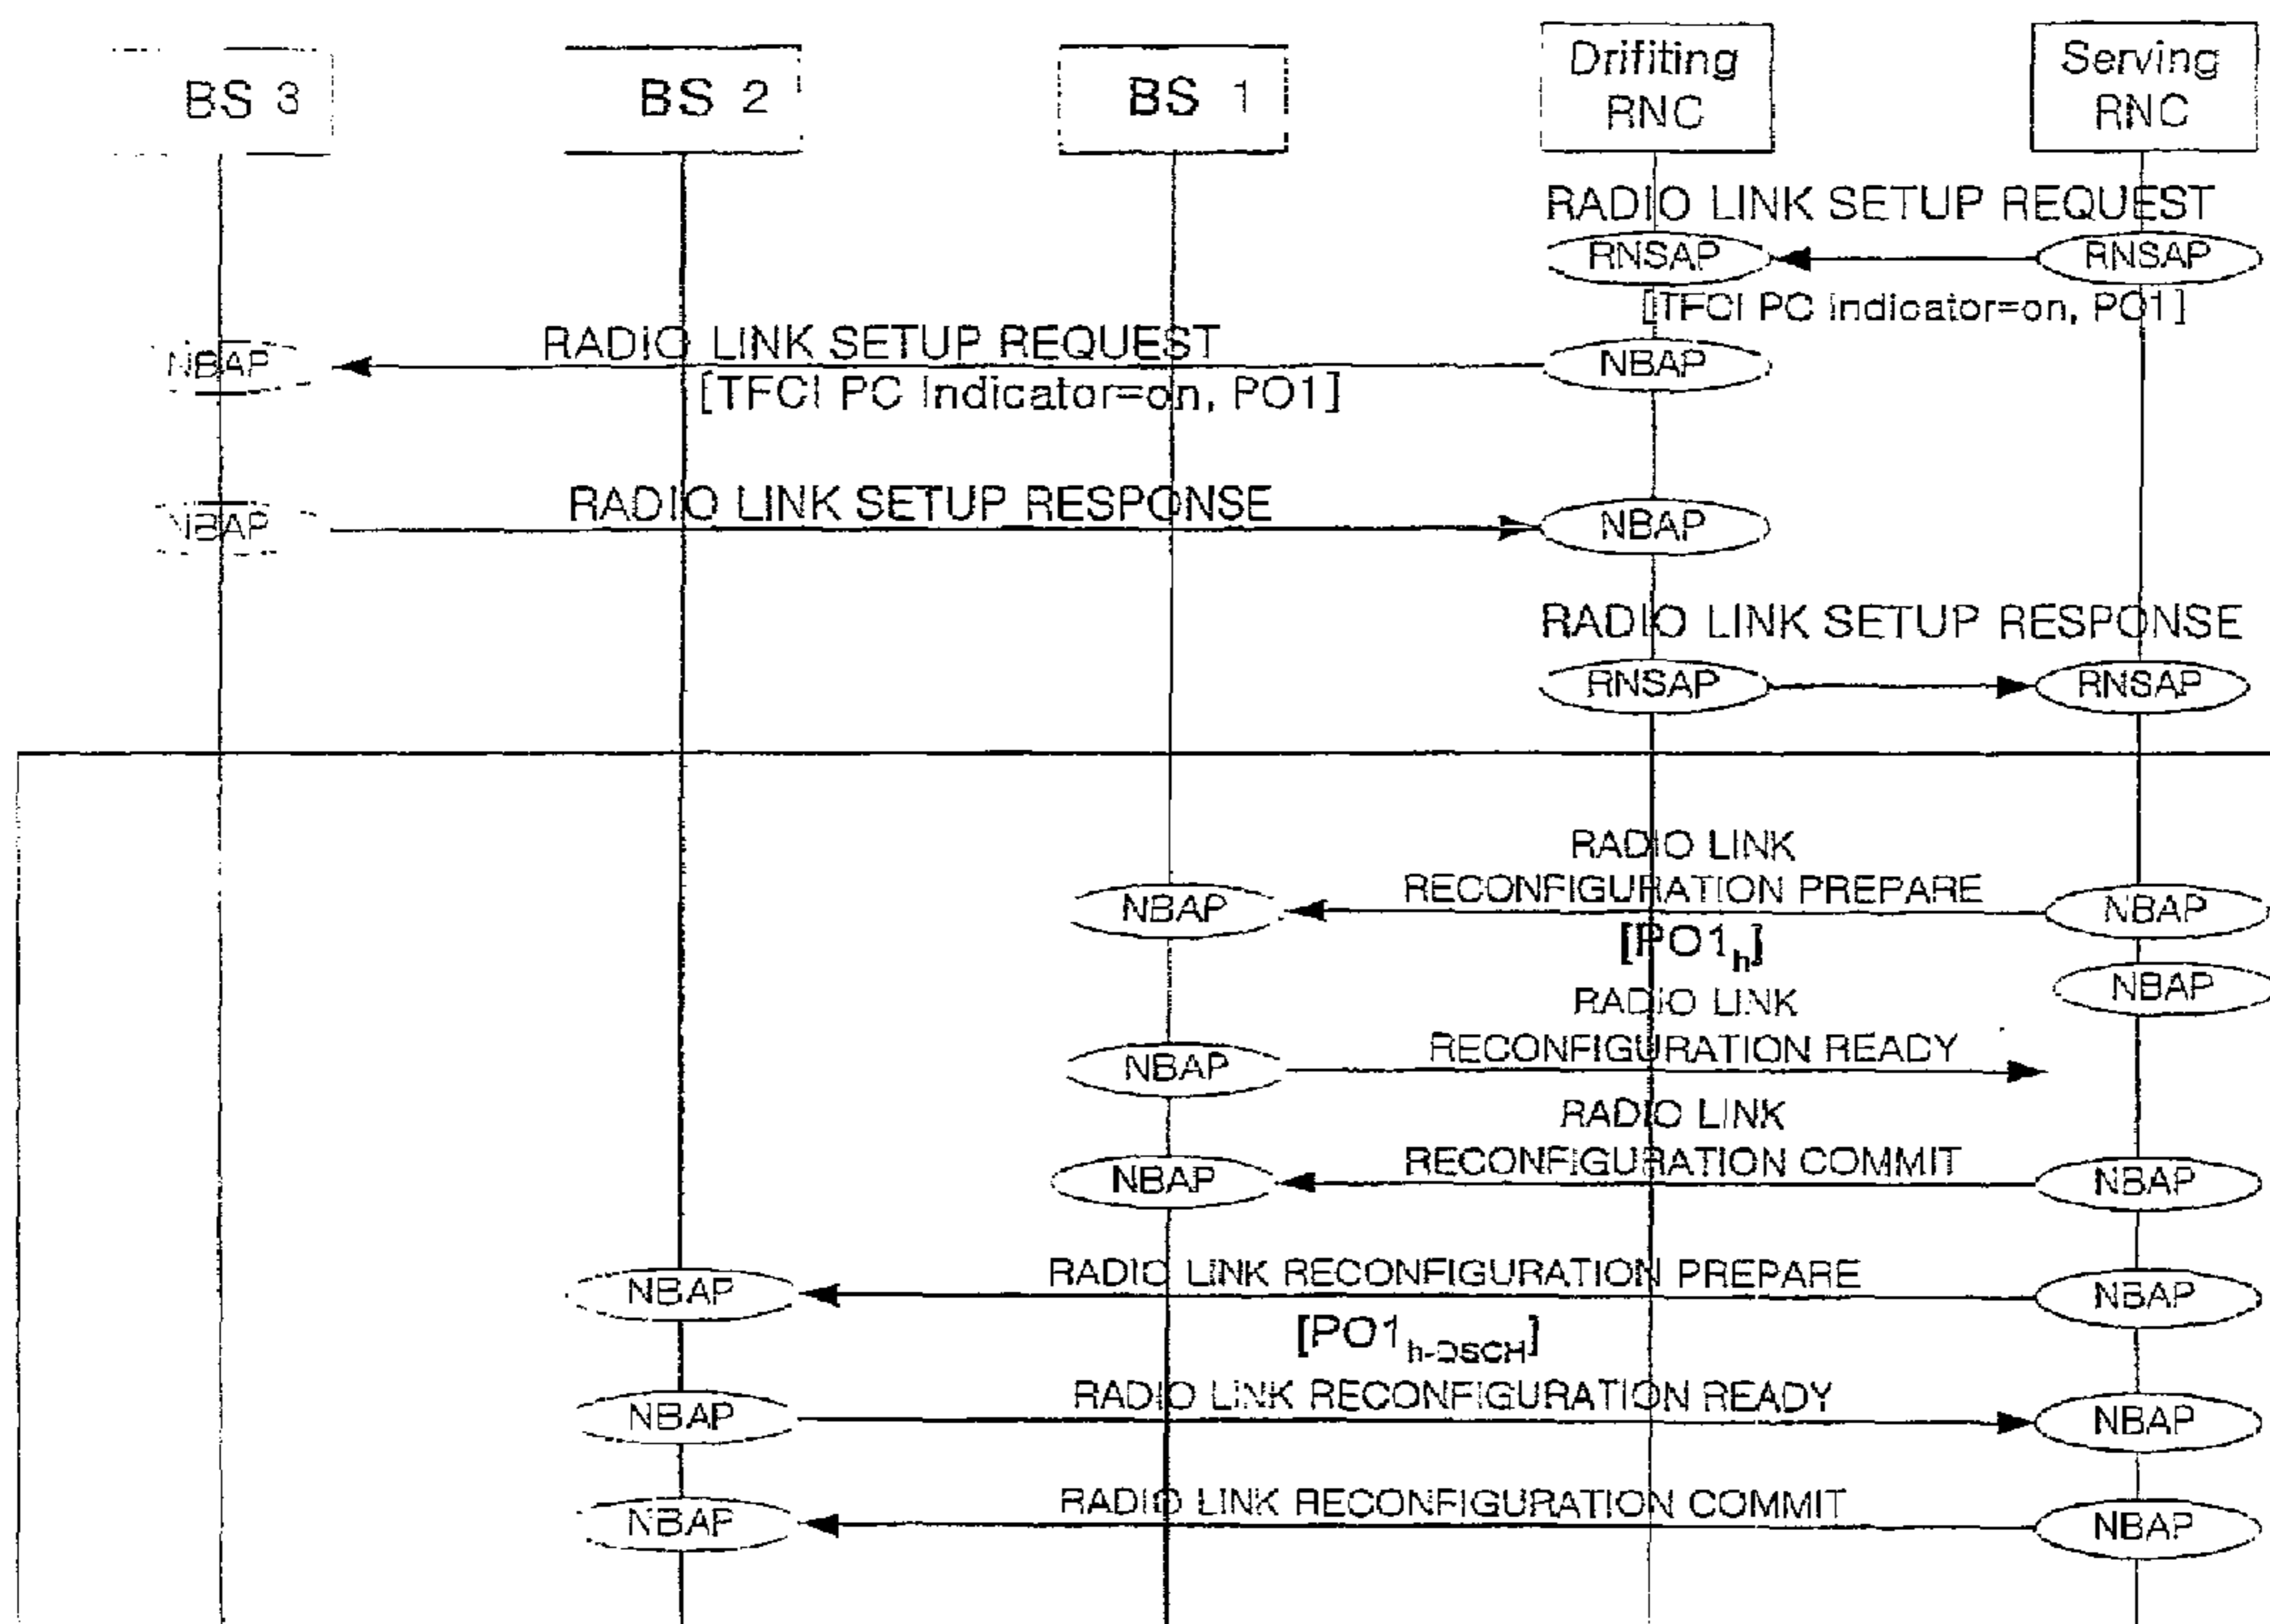 BS 3
BS 2
BS 1
Drifiting
RNC
Serving
RNC
RADIO LINK SETUP REQUEST
RNSAP
RNSAP
[TFCI PC Indicator=on, PO1]
NBAP
RADIO LINK SETUP REQUEST
NBAP
[TFCI PC Indicator=on, PO1]
NBAP
RADIO LINK SETUP RESPONSE
NBAP
RADIO LINK SETUP RESPONSE
RNSAP
RNSAP
RADIO LINK
RECONFIGURATION PREPARE
NBAP
NBAP
[PO1h]
NBAP
RADIO LINK
RECONFIGURATION READY
NBAP
RADIO LINK
RECONFIGURATION COMMIT
NBAP
NBAP
RADIO LINK RECONFIGURATION PREPARE
NBAP
NBAP
[PO1h-DSCH]
RADIO LINK RECONFIGURATION READY
NBAP
NBAP
RADIO LINK RECONFIGURATION COMMIT
NBAP
NBAP